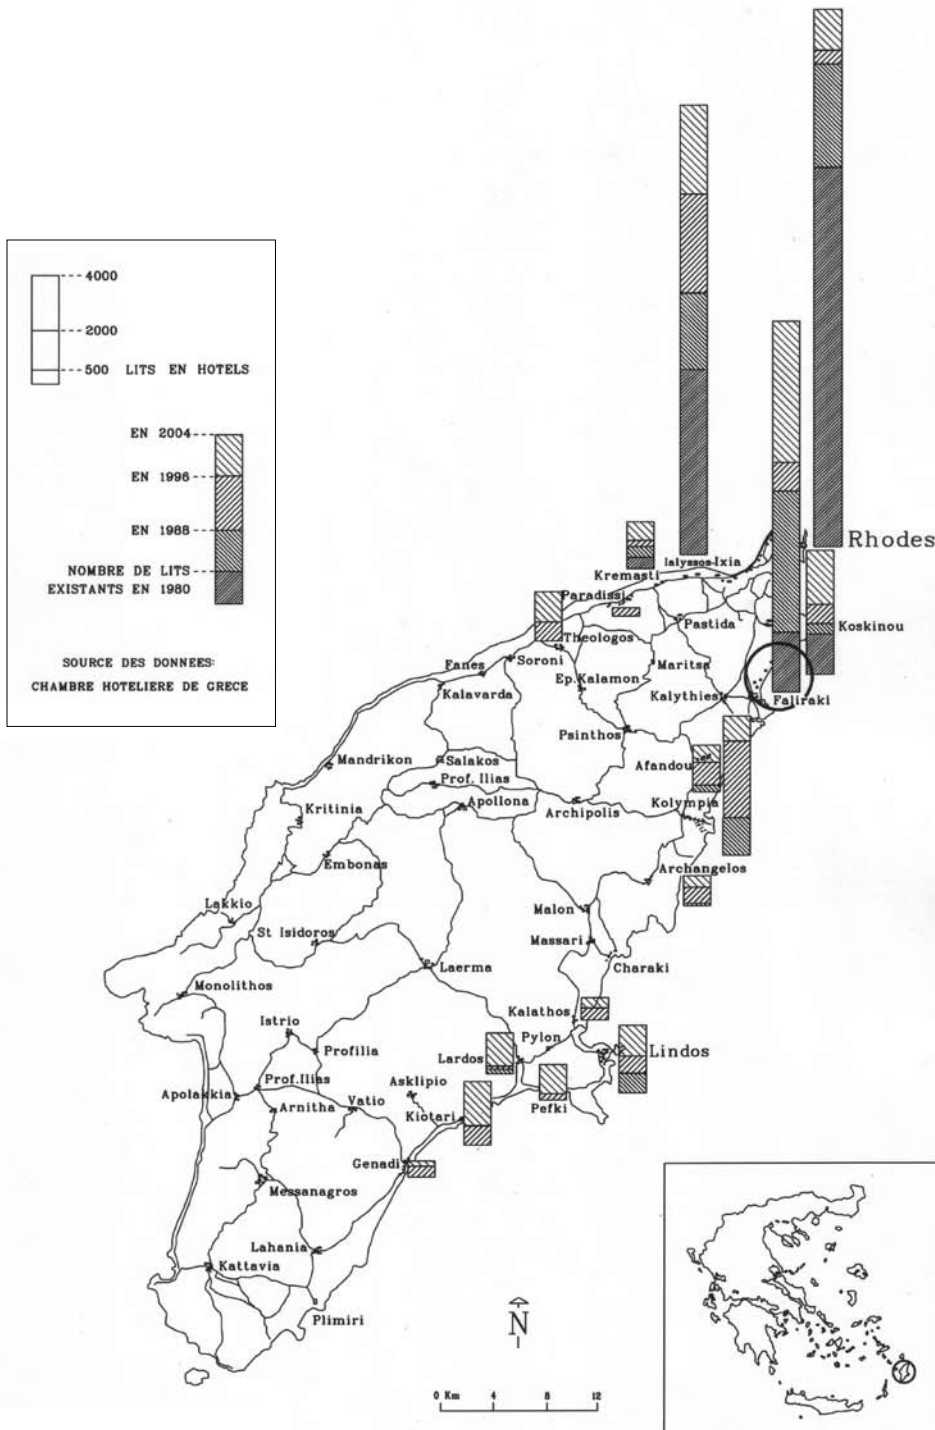 4000
2000
500 LITS EN HOTELS
EN 2004
EN 1996
EN 1988
NOMBRE DE LITS
EXISTANTS EN 1980
SOURCE DES DONNEES:
CHAMBRE HOTELIERE DE GRECE
Rhodes
Ialyssos-Ixia
Kremasti
Paradissi
Pastida
Koskinou
Theologos
Soroni
Maritsa
Fanes
Ep.Kalamon
Kalavarda
Kalythies
Faliraki
Psinthos
Mandrikon
Salakos
Afandou
Prof. Ilias
Apollona
Kolympia
Kritinia
Archipolis
Embonas
Archangelos
Lakkio
Malon
St Isidoros
Massari
Laerma
Charaki
Monolithos
Kalathos
Istrio
Pylon
Profilia
Lardos
Lindos
Prof.Ilias
Asklipio
Apolakkia
Arnitha
Vatio
Pefki
Kiotari
Genadi
Messanagros
Lahania
Kattavia
Plimiri
N
0 Km 4 8 12